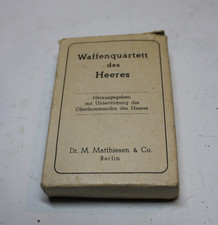 Waffenquartett
des
Heeres
Herausgegeben
mit Unterstützung des
Oberkommandos des Heeres
Dr. M. Matthiesen & Co.
Berlin